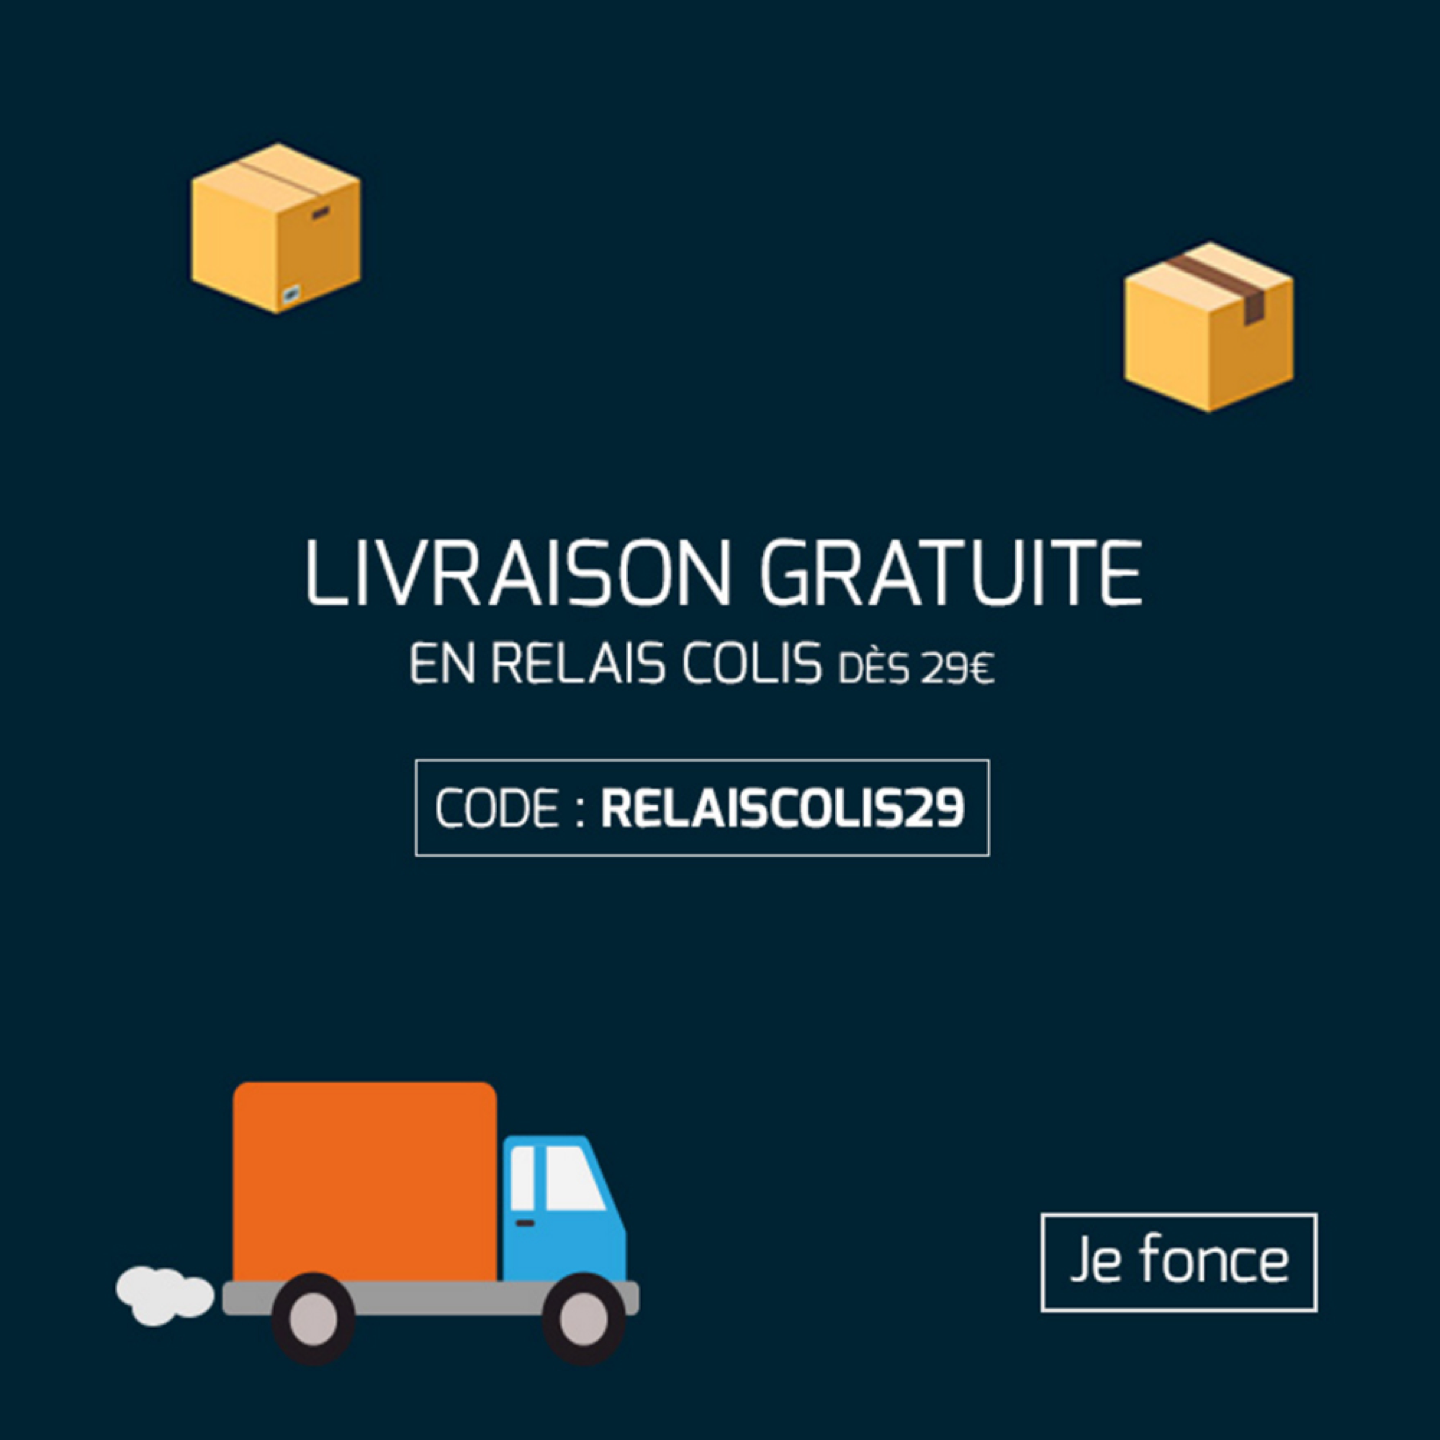 LIVRAISON GRATUITE
EN RELAIS COLIS DÈS 29€
CODE : RELAISCOLIS29
Je fonce